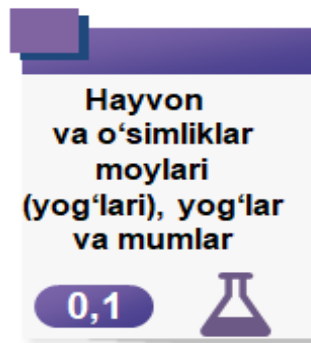 Hayvon
va o‘simliklar
moylari
(yog‘lari), yog‘lar
va mumlar
0,1